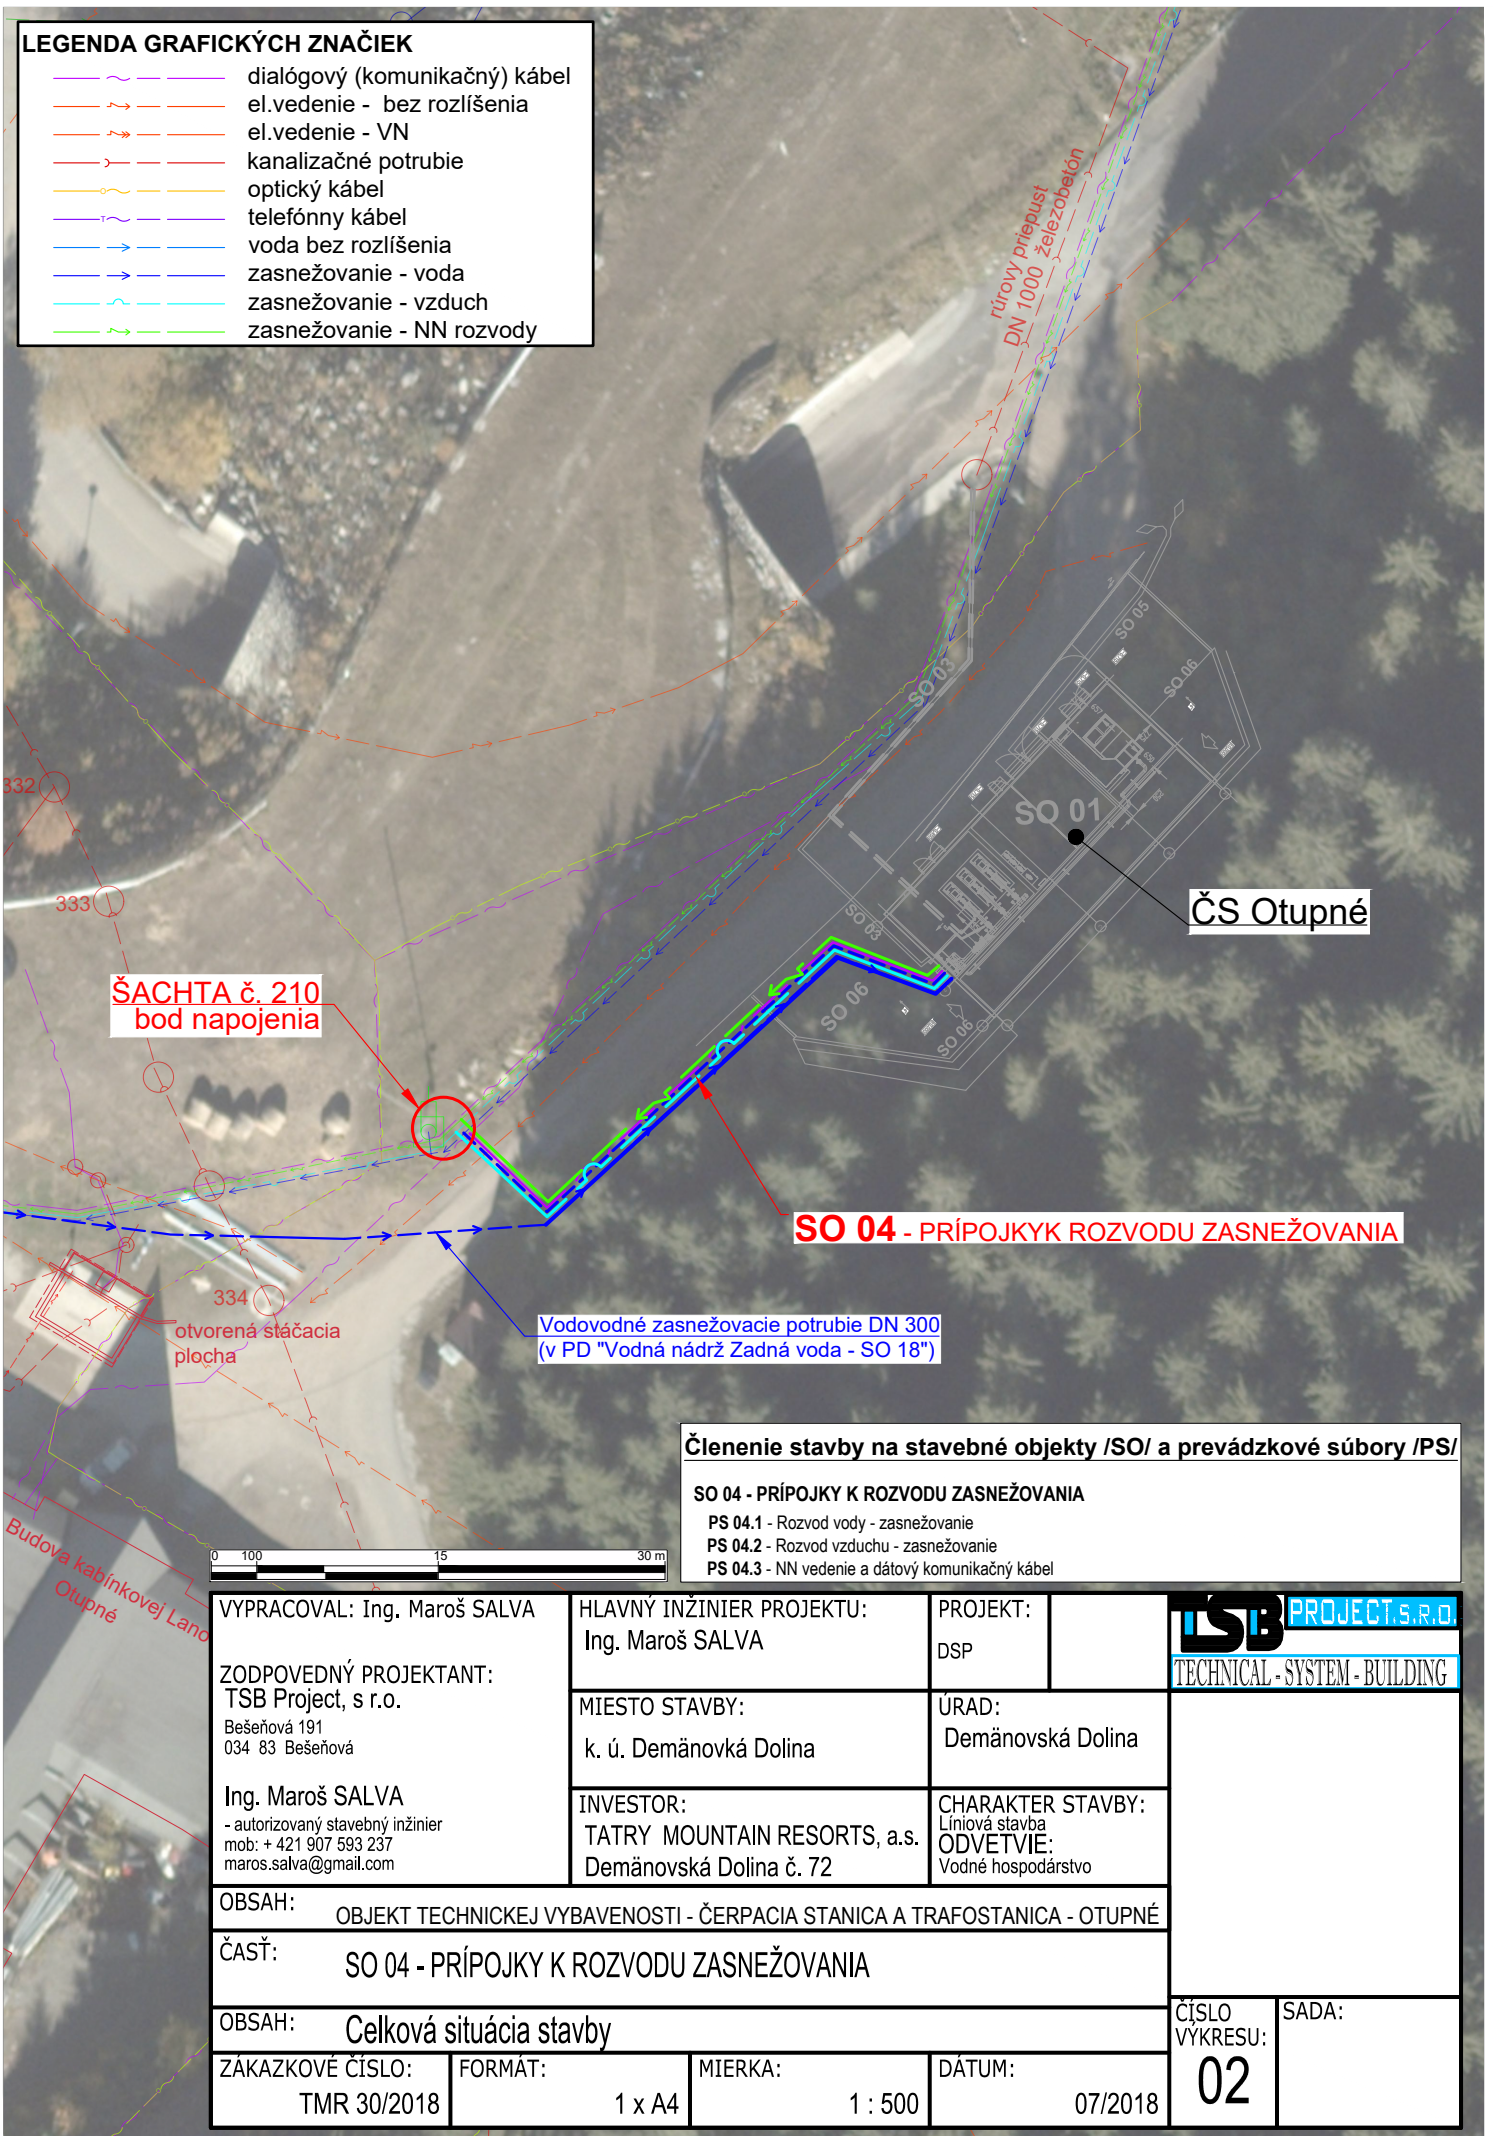 LEGENDA GRAFICKÝCH ZNAČIEK
dialógový (komunikačný) kábel
el.vedenie - bez rozlíšenia
el.vedenie - VN
kanalizačné potrubie
optický kábel
telefónny kábel
voda bez rozlíšenia
zasnežovanie - voda
zasnežovanie - vzduch
zasnežovanie - NN rozvody
rúrovy priepust
DN 1000 železobetón
SO 05
SO 06
SO 03
SO 01
332
333
ČS Otupné
SO 03
SO 06
SO 06
ŠACHTA č. 210
bod napojenia
SO 04 - PRÍPOJKYK ROZVODU ZASNEŽOVANIA
334
otvorená stáčacia
plocha
Vodovodné zasnežovacie potrubie DN 300
(v PD "Vodná nádrž Zadná voda - SO 18")
Budova kabínkovej Lano
Otupné
Členenie stavby na stavebné objekty /SO/ a prevádzkové súbory /PS/
SO 04 - PRÍPOJKY K ROZVODU ZASNEŽOVANIA
PS 04.1 - Rozvod vody - zasnežovanie
PS 04.2 - Rozvod vzduchu - zasnežovanie
PS 04.3 - NN vedenie a dátový komunikačný kábel
0 100 15 30 m
VYPRACOVAL: Ing. Maroš SALVA
ZODPOVEDNÝ PROJEKTANT:
TSB Project, s r.o.
Bešeňová 191
034 83 Bešeňová
Ing. Maroš SALVA
- autorizovaný stavebný inžinier
mob: + 421 907 593 237
maros.salva@gmail.com
HLAVNÝ INŽINIER PROJEKTU:
Ing. Maroš SALVA
PROJEKT:
DSP
TSB PROJECT.S.R.O.
TECHNICAL - SYSTEM - BUILDING
MIESTO STAVBY:
k. ú. Demänovká Dolina
ÚRAD:
Demänovská Dolina
INVESTOR:
TATRY MOUNTAIN RESORTS, a.s.
Demänovská Dolina č. 72
CHARAKTER STAVBY:
Líniová stavba
ODVETVIE:
Vodné hospodárstvo
OBSAH: OBJEKT TECHNICKEJ VYBAVENOSTI - ČERPACIA STANICA A TRAFOSTANICA - OTUPNÉ
ČASŤ: SO 04 - PRÍPOJKY K ROZVODU ZASNEŽOVANIA
OBSAH: Celková situácia stavby
ZÁKAZKOVÉ ČÍSLO:
TMR 30/2018
FORMÁT:
1 x A4
MIERKA:
1 : 500
DÁTUM:
07/2018
ČÍSLO
VÝKRESU:
02
SADA: